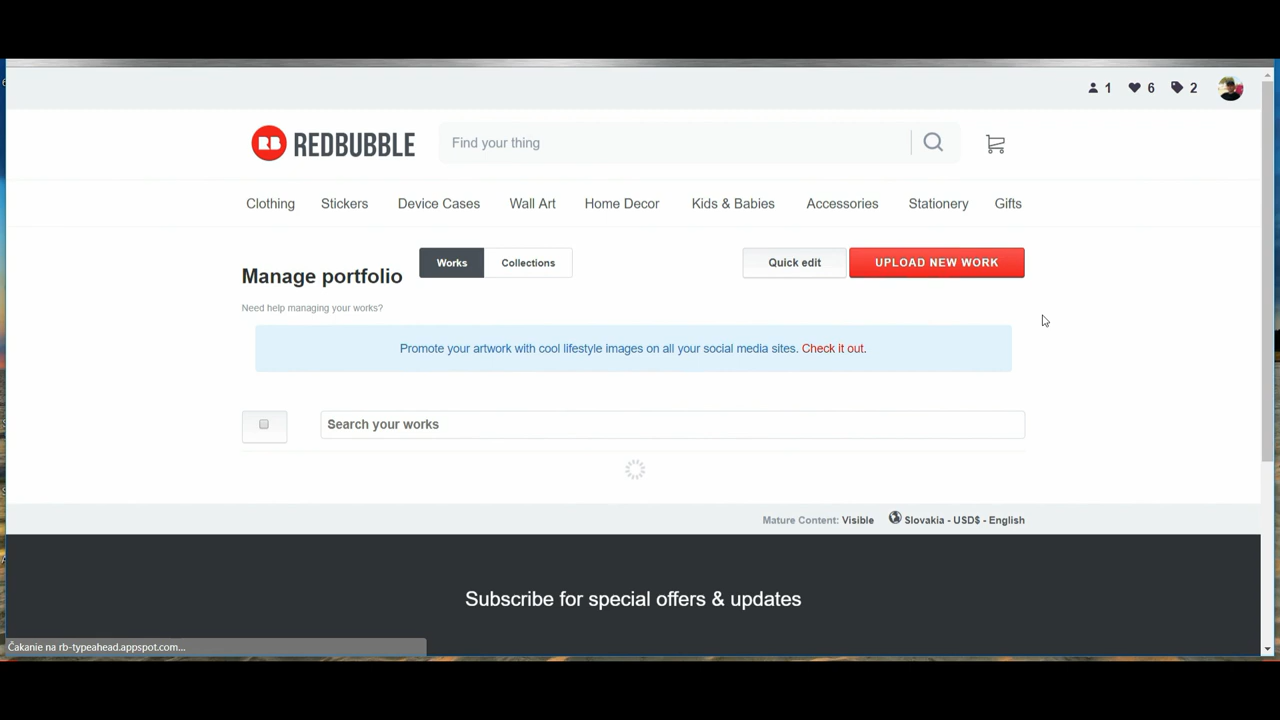 1 6 2
RB REDBUBBLE Find your thing
Clothing Stickers Device Cases Wall Art Home Decor Kids & Babies Accessories Stationery Gifts
Manage portfolio Works Collections Quick edit UPLOAD NEW WORK
Need help managing your works?
Promote your artwork with cool lifestyle images on all your social media sites. Check it out.
Search your works
Mature Content: Visible Slovakia - USD$ - English
Subscribe for special offers & updates
Čakanie na rb-typeahead.appspot.com...